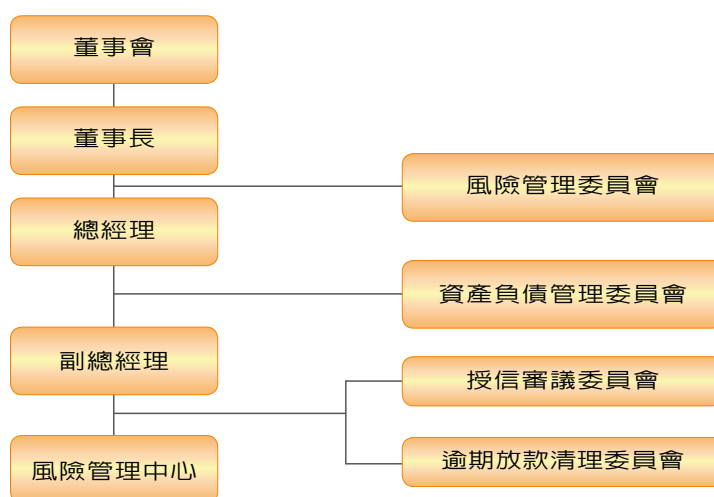 董事會
董事長
風險管理委員會
總經理
資產負債管理委員會
副總經理
授信審議委員會
風險管理中心
逾期放款清理委員會